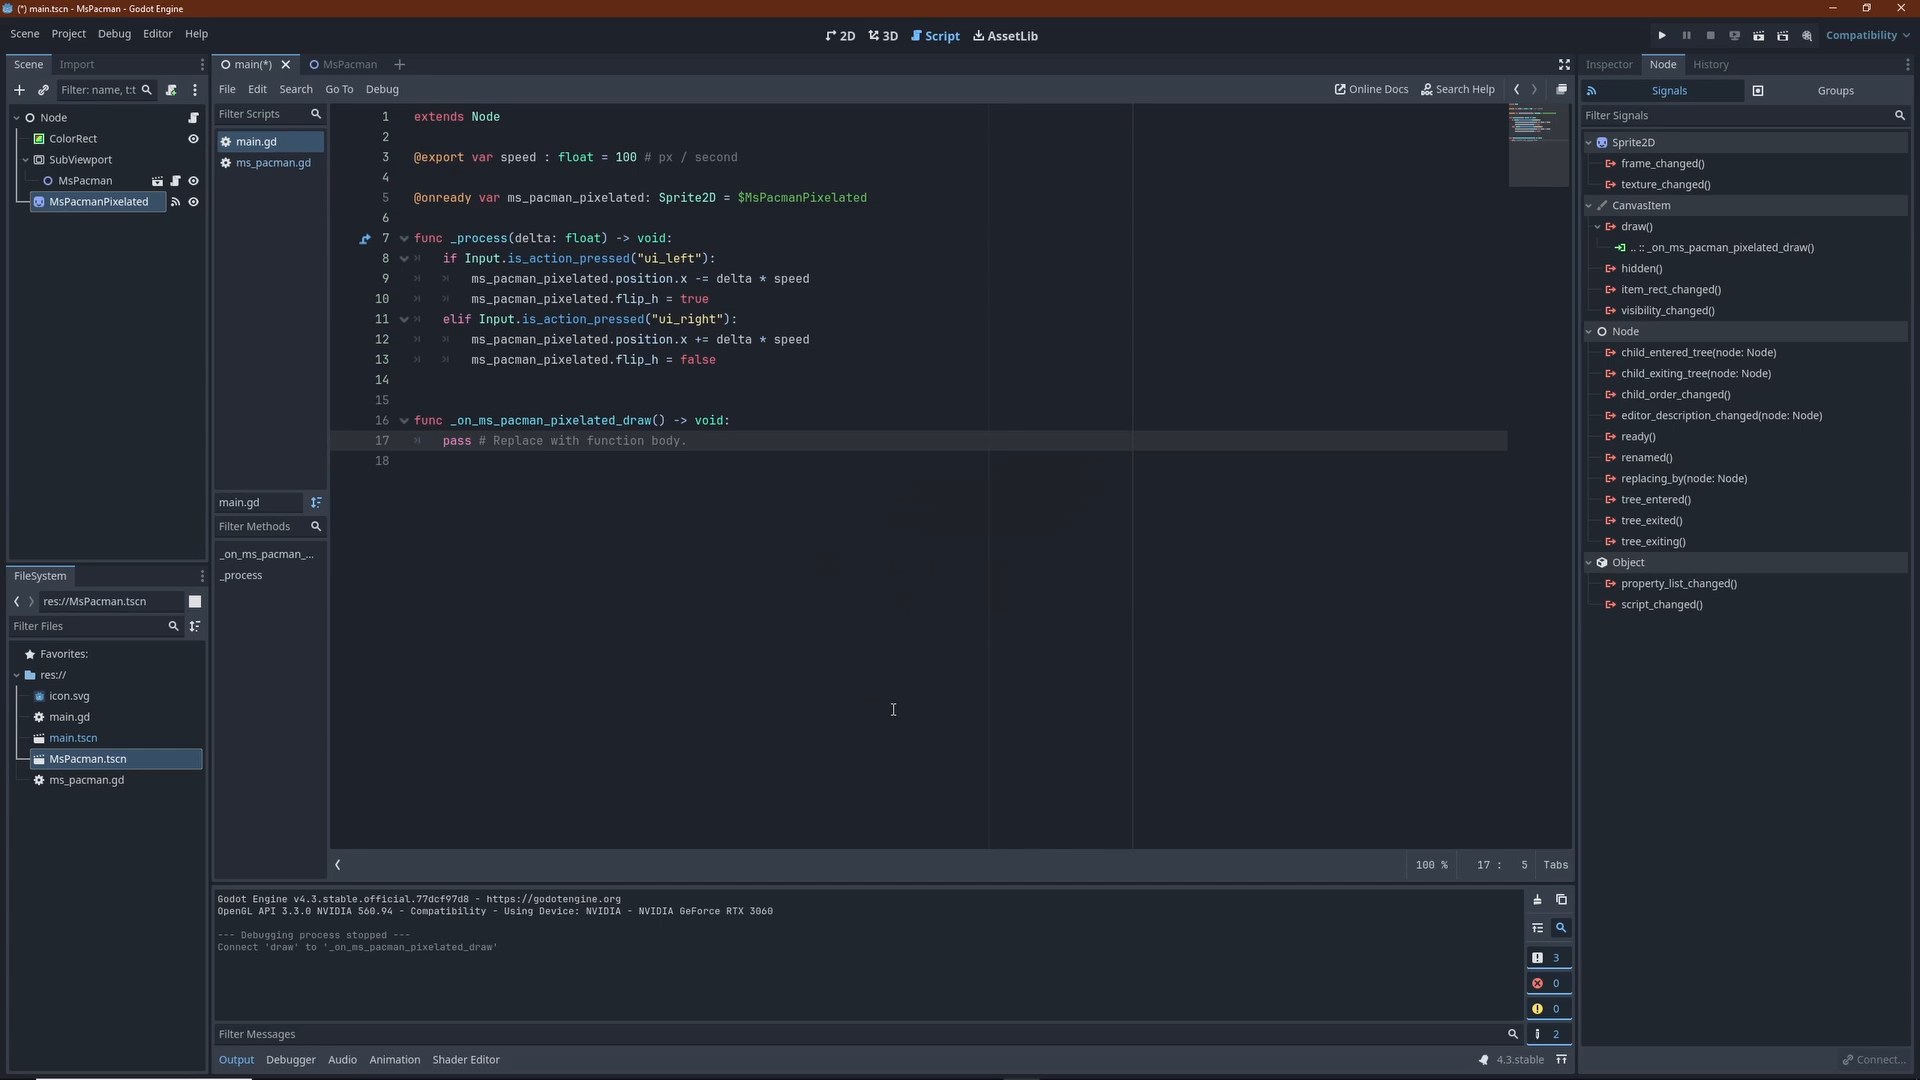 (*) main.tscn - MsPacman - Godot Engine
Scene Project Debug Editor Help
2D 3D Script AssetLib
Compatibility
Scene Import
Filter: name, t:t
Node
ColorRect
SubViewport
MsPacman
MsPacmanPixelated
FileSystem
res://MsPacman.tscn
Filter Files
Favorites:
res://
icon.svg
main.gd
main.tscn
MsPacman.tscn
ms_pacman.gd
main(*) MsPacman
File Edit Search Go To Debug
Online Docs Search Help
Filter Scripts
main.gd
ms_pacman.gd
main.gd
Filter Methods
_on_ms_pacman_...
_process
1 extends Node
2
3 @export var speed : float = 100 # px / second
4
5 @onready var ms_pacman_pixelated: Sprite2D = $MsPacmanPixelated
6
7 func _process(delta: float) -> void:
8 if Input.is_action_pressed("ui_left"):
9 ms_pacman_pixelated.position.x -= delta * speed
10 ms_pacman_pixelated.flip_h = true
11 elif Input.is_action_pressed("ui_right"):
12 ms_pacman_pixelated.position.x += delta * speed
13 ms_pacman_pixelated.flip_h = false
14
15
16 func _on_ms_pacman_pixelated_draw() -> void:
17 pass # Replace with function body.
18
100 % 17 : 5 Tabs
Godot Engine v4.3.stable.official.77dcf97d8 - https://godotengine.org
OpenGL API 3.3.0 NVIDIA 560.94 - Compatibility - Using Device: NVIDIA - NVIDIA GeForce RTX 3060
--- Debugging process stopped ---
Connect 'draw' to '_on_ms_pacman_pixelated_draw'
3
0
0
2
Filter Messages
Output Debugger Audio Animation Shader Editor
4.3.stable
Inspector Node History
Signals Groups
Filter Signals
Sprite2D
frame_changed()
texture_changed()
CanvasItem
draw()
.. :: _on_ms_pacman_pixelated_draw()
hidden()
item_rect_changed()
visibility_changed()
Node
child_entered_tree(node: Node)
child_exiting_tree(node: Node)
child_order_changed()
editor_description_changed(node: Node)
ready()
renamed()
replacing_by(node: Node)
tree_entered()
tree_exited()
tree_exiting()
Object
property_list_changed()
script_changed()
Connect...